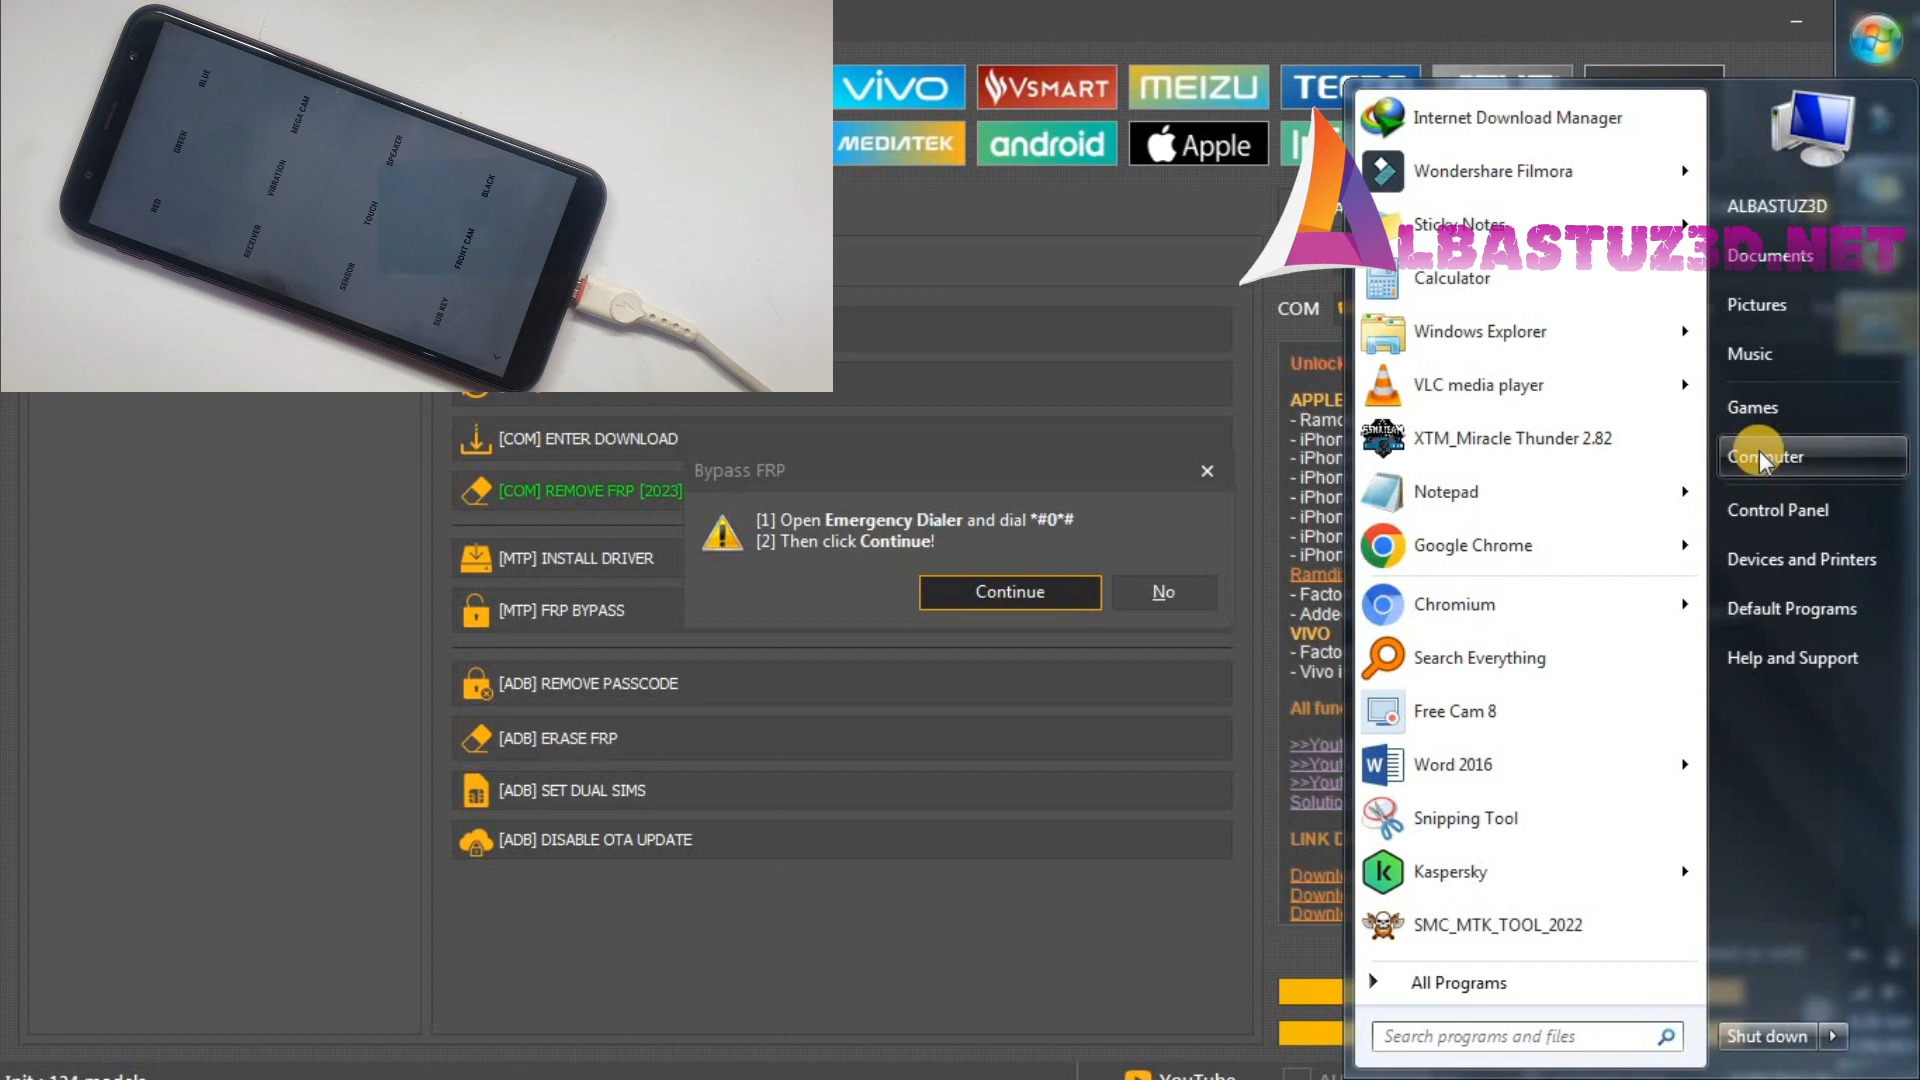 BLUE
GREEN
MEGA CAM
RED
VIBRATION
SPEAKER
RECEIVER
TOUCH
BLACK
SENSOR
FRONT CAM
SUB KEY
vivo
VSMART
MEIZU
MEDIATEK
android
Apple
[COM] ENTER DOWNLOAD
[COM] REMOVE FRP [2023]
[MTP] INSTALL DRIVER
[MTP] FRP BYPASS
[ADB] REMOVE PASSCODE
[ADB] ERASE FRP
[ADB] SET DUAL SIMS
[ADB] DISABLE OTA UPDATE
Bypass FRP
[1] Open Emergency Dialer and dial *#0*#
[2] Then click Continue!
Continue
No
COM
APPLE
VIVO
Internet Download Manager
Wondershare Filmora
Sticky Notes
Calculator
Windows Explorer
VLC media player
XTM_Miracle Thunder 2.82
Notepad
Google Chrome
Chromium
Search Everything
Free Cam 8
Word 2016
Snipping Tool
Kaspersky
SMC_MTK_TOOL_2022
All Programs
Search programs and files
ALBASTUZ3D
Documents
Pictures
Music
Games
Computer
Control Panel
Devices and Printers
Default Programs
Help and Support
Shut down
ALBASTUZ3D.NET
YouTube